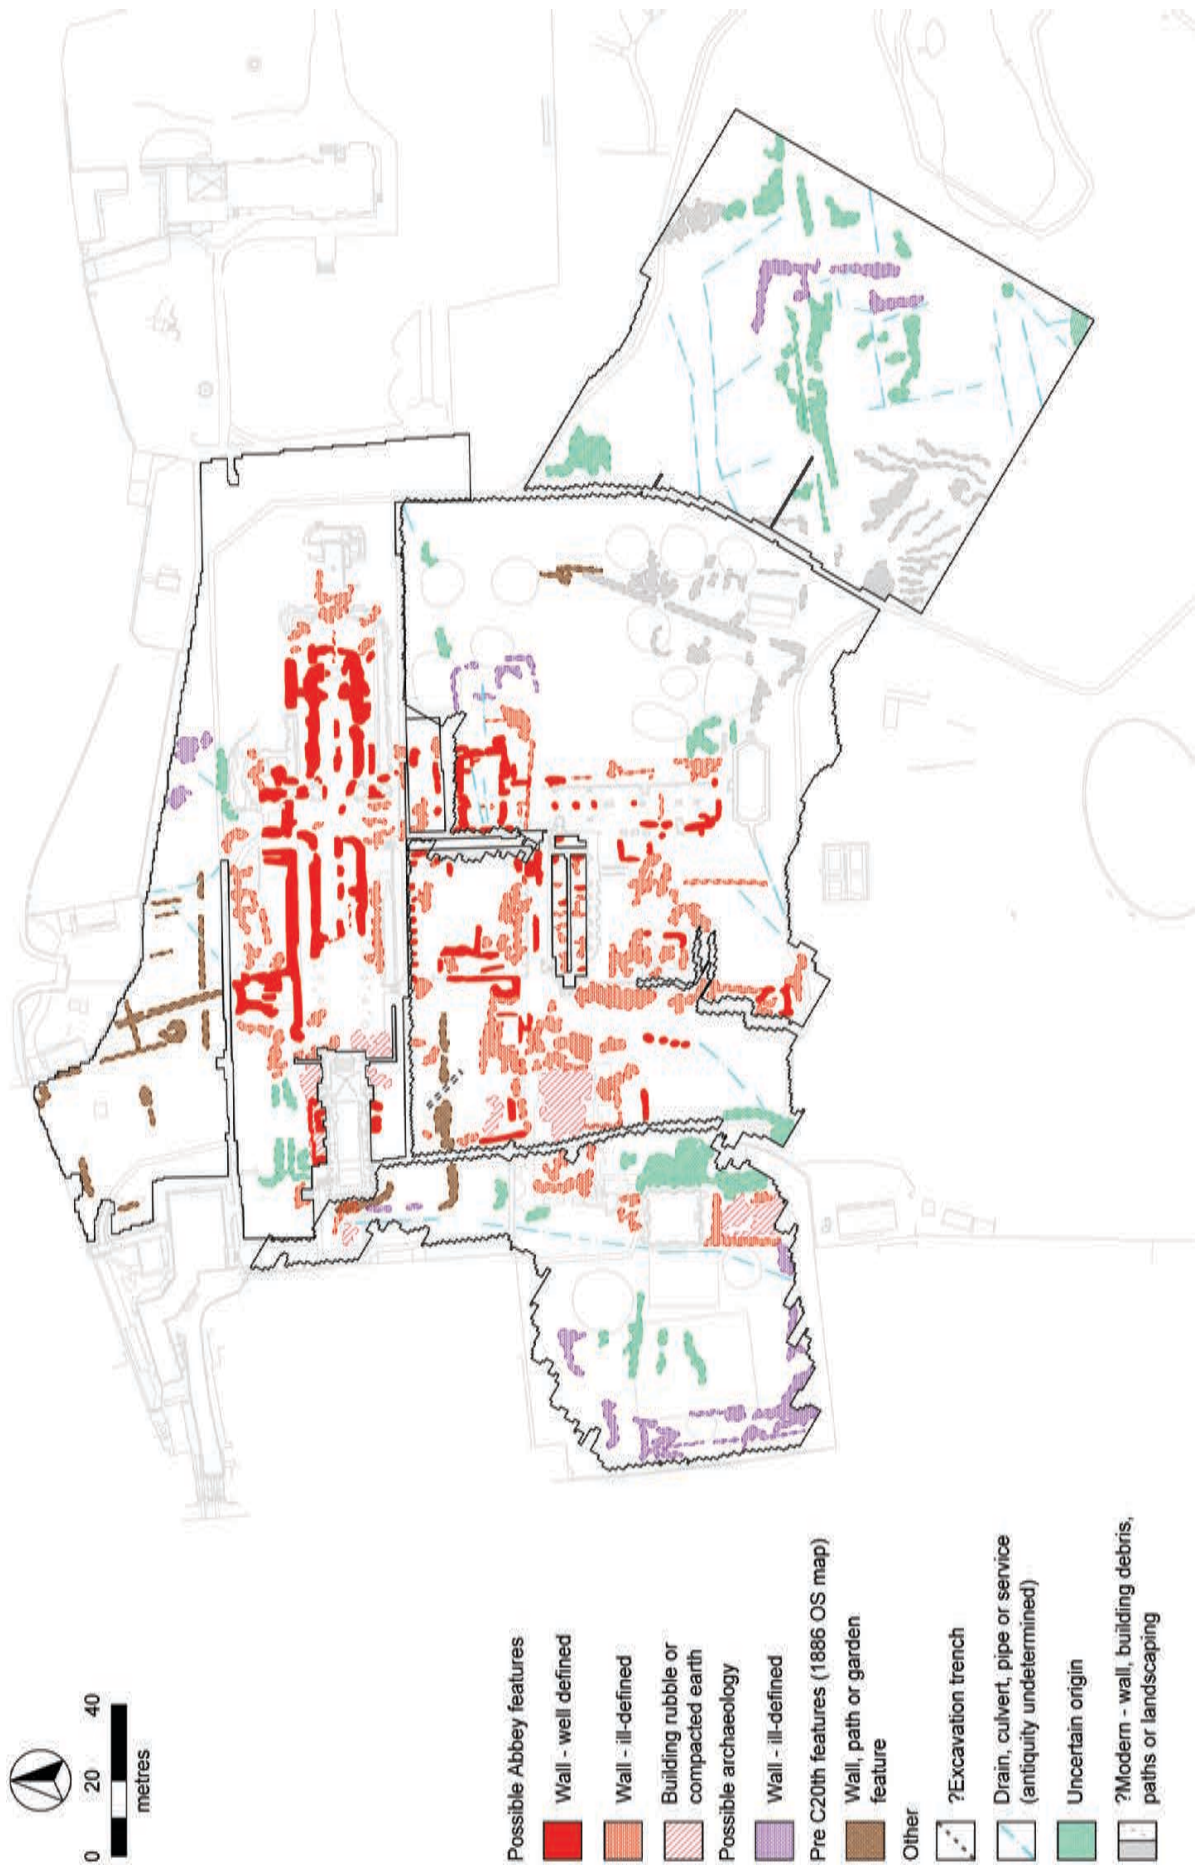 0 20 40
metres
Possible Abbey features
Wall - well defined
Wall - ill-defined
Building rubble or
compacted earth
Possible archaeology
Wall - ill-defined
Pre C20th features (1886 OS map)
Wall, path or garden
feature
Other
?Excavation trench
Drain, culvert, pipe or service
(antiquity undetermined)
Uncertain origin
?Modern - wall, building debris,
paths or landscaping